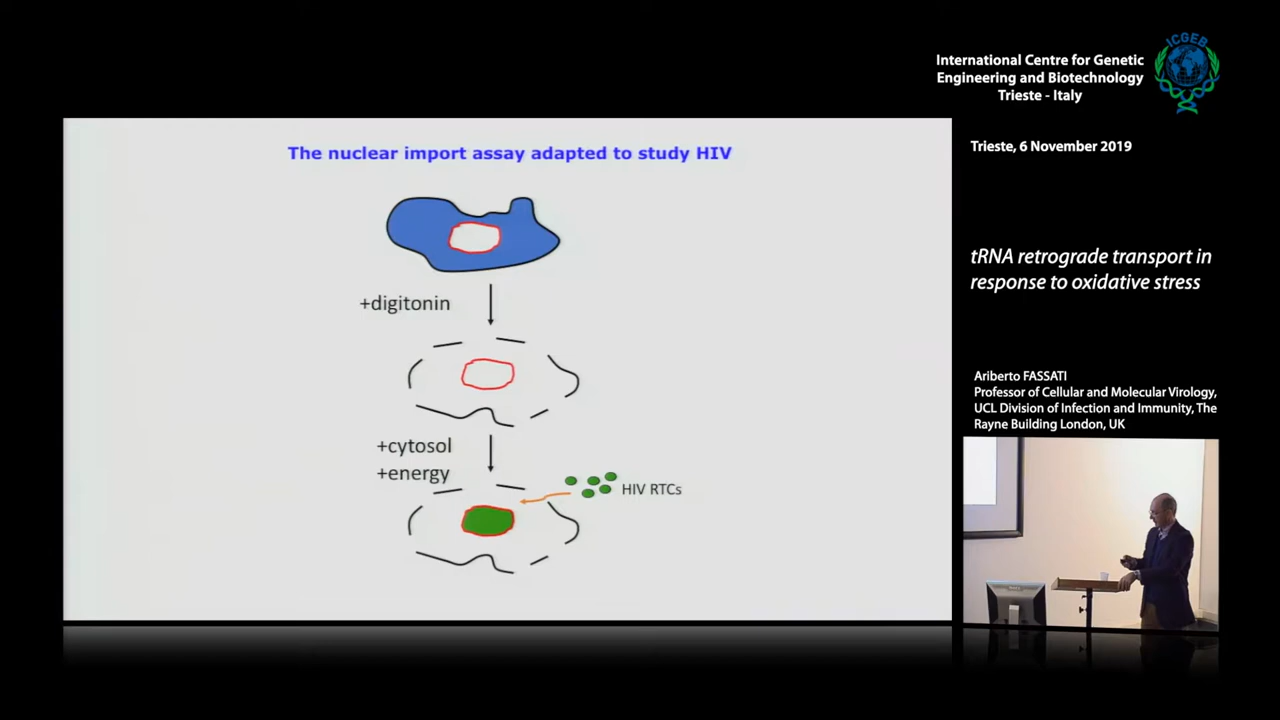 International Centre for Genetic
Engineering and Biotechnology
Trieste - Italy
ICGEB
Trieste, 6 November 2019
The nuclear import assay adapted to study HIV
+digitonin
+cytosol
+energy
HIV RTCs
tRNA retrograde transport in
response to oxidative stress
Ariberto FASSATI
Professor of Cellular and Molecular Virology,
UCL Division of Infection and Immunity, The
Rayne Building London, UK